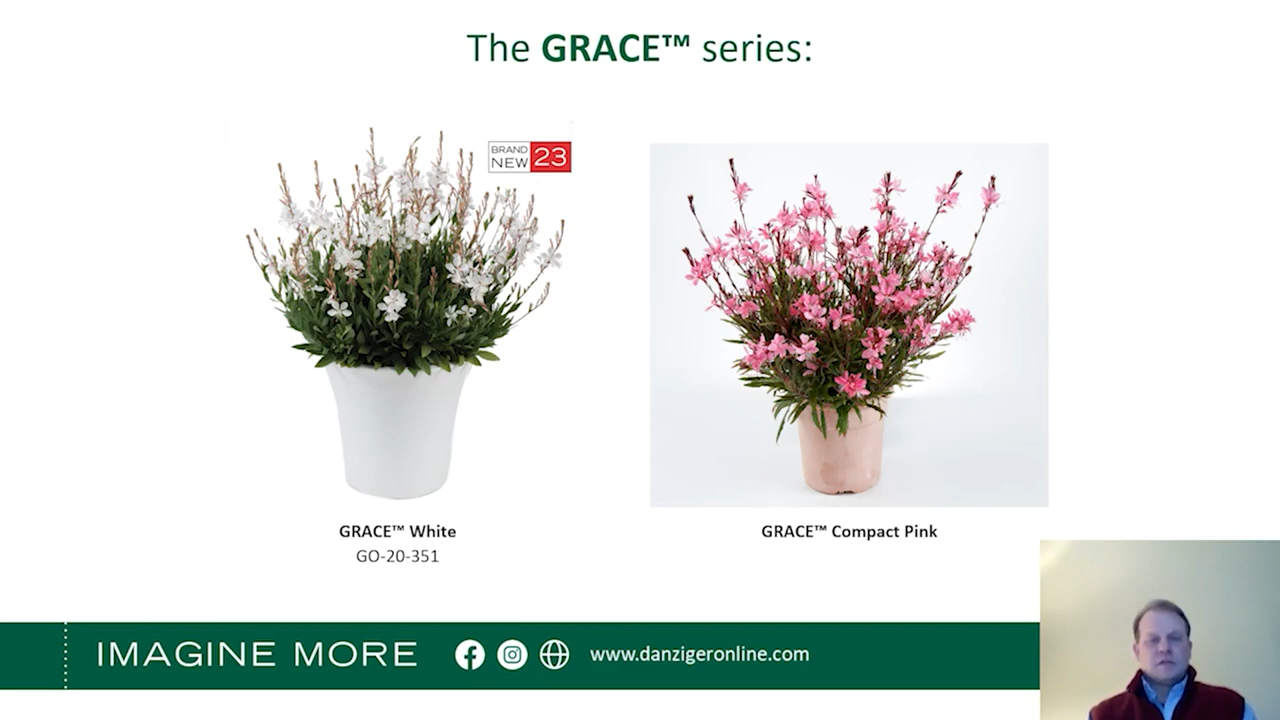 The GRACE™ series:
BRAND
NEW
23
GRACE™ White
GO-20-351
GRACE™ Compact Pink
IMAGINE MORE
www.danzigeronline.com